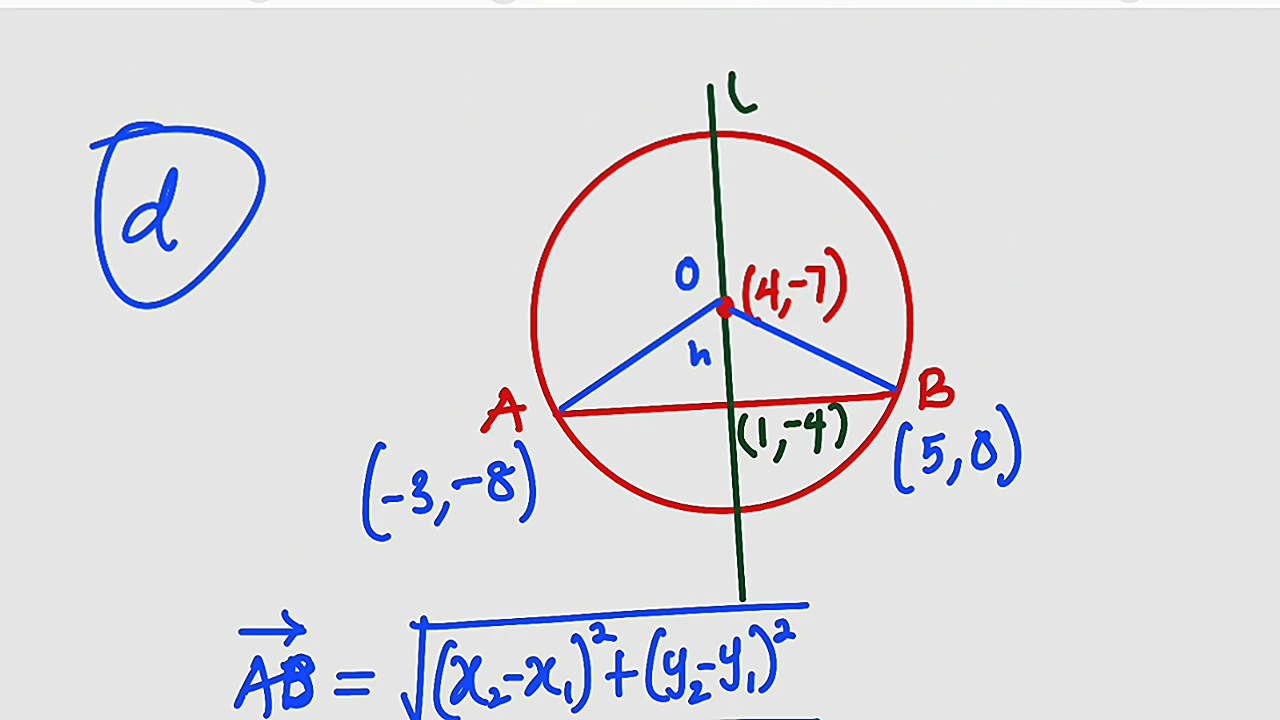 l
d
O
(4,-7)
h
A
B
(1,-4)
(5,0)
(-3,-8)
AB = √(x₂-x₁)²+(y₂-y₁)²